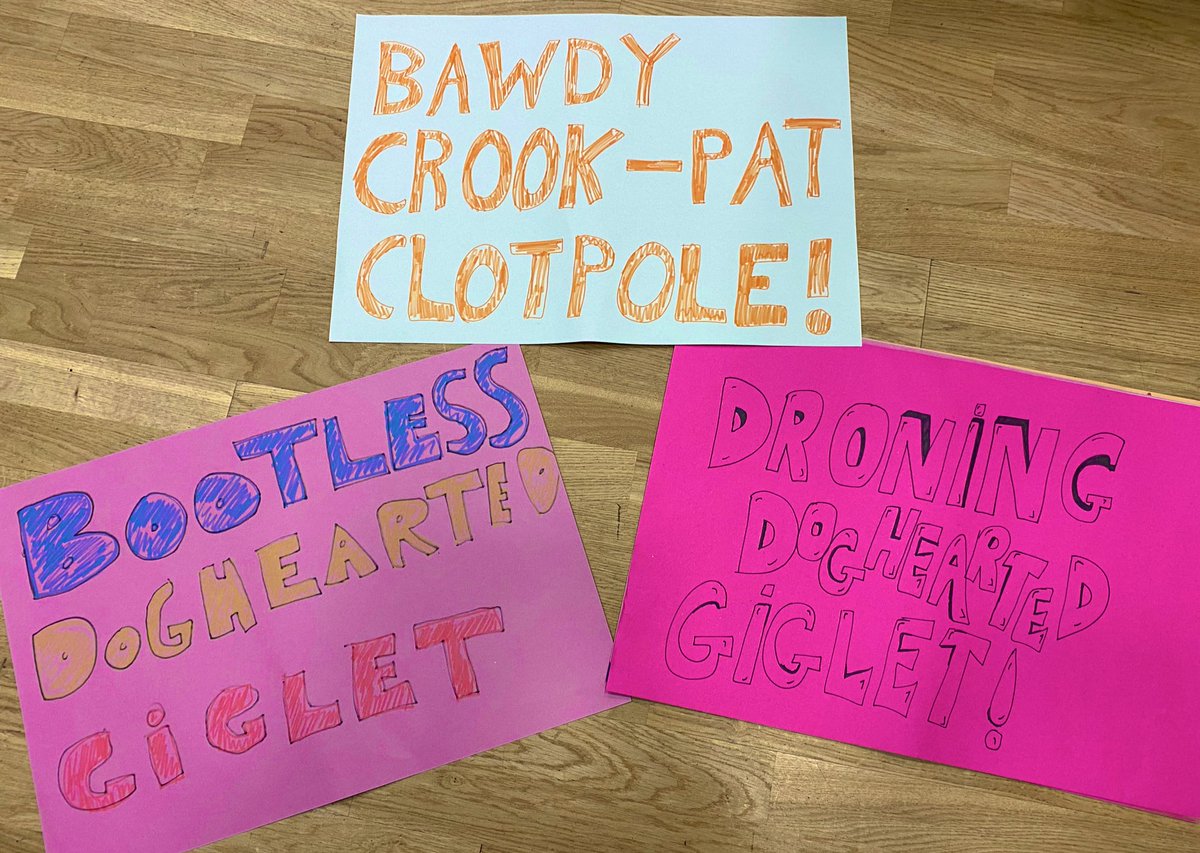 BAWDY
CROOK-PAT
CLOTPOLE!
BOOTLESS
DOGHEARTED
GiGLET
DRONiNG
DOGHEARTED
GiGLET!